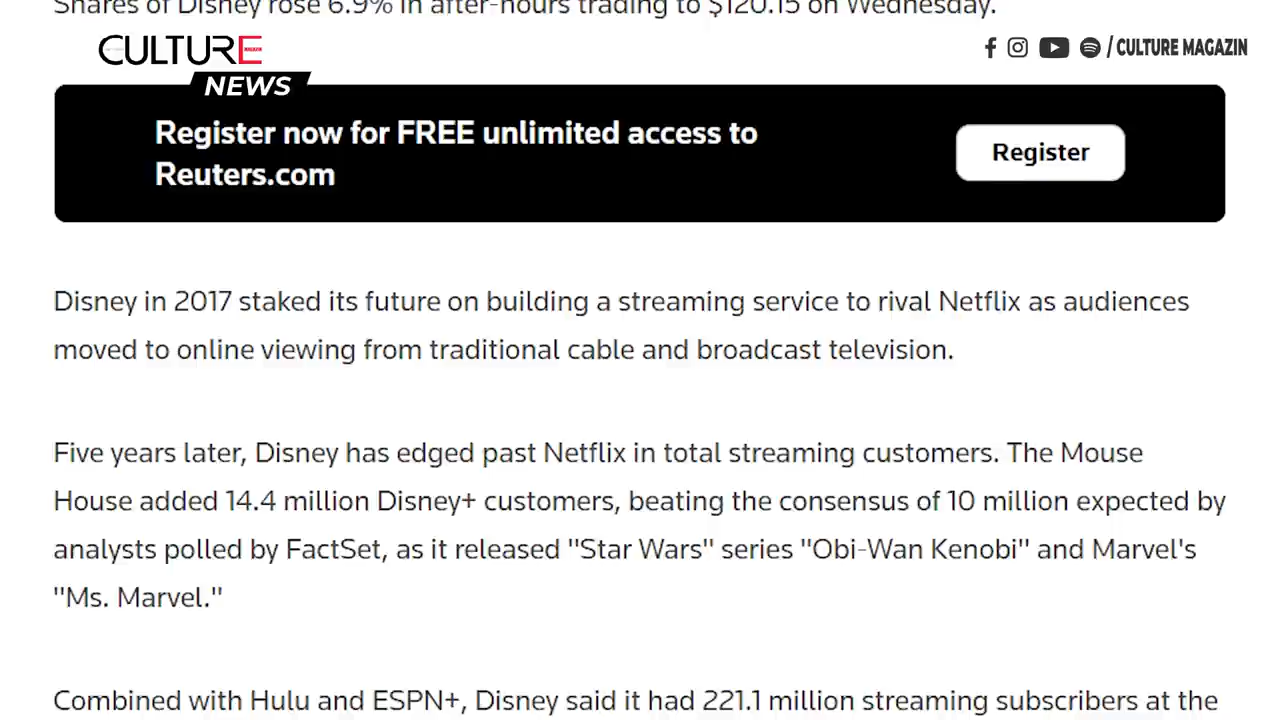 Shares of Disney rose 6.9% in after-hours trading to $120.15 on Wednesday.
CULTURE
NEWS
/ CULTURE MAGAZIN
Register now for FREE unlimited access to
Reuters.com
Register
Disney in 2017 staked its future on building a streaming service to rival Netflix as audiences
moved to online viewing from traditional cable and broadcast television.
Five years later, Disney has edged past Netflix in total streaming customers. The Mouse
House added 14.4 million Disney+ customers, beating the consensus of 10 million expected by
analysts polled by FactSet, as it released "Star Wars" series "Obi-Wan Kenobi" and Marvel's
"Ms. Marvel."
Combined with Hulu and ESPN+, Disney said it had 221.1 million streaming subscribers at the